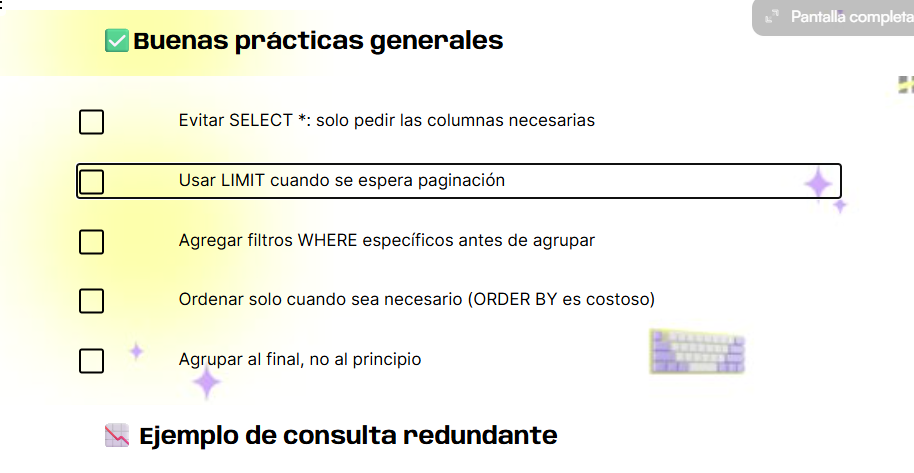 :
Pantalla completa
Buenas prácticas generales
Evitar SELECT *: solo pedir las columnas necesarias
Usar LIMIT cuando se espera paginación
Agregar filtros WHERE específicos antes de agrupar
Ordenar solo cuando sea necesario (ORDER BY es costoso)
Agrupar al final, no al principio
Ejemplo de consulta redundante